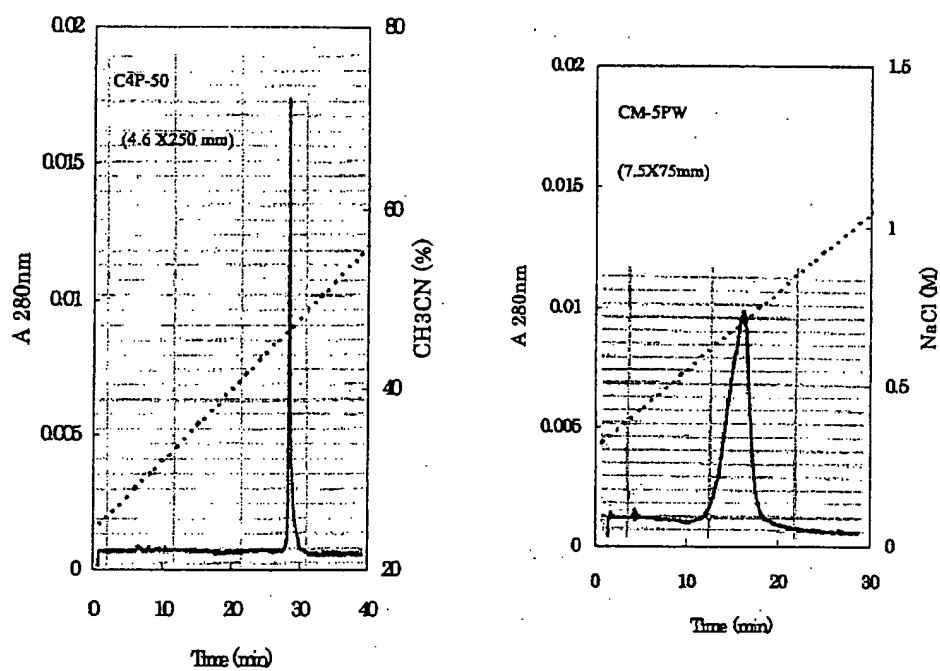 0.02
0.015
0.01
0.005
0
A 280nm
C4P-50
(4.6 X250 mm)
80
60
40
20
CH3CN (%)
0 10 20 30 40
Time (min)
0.02
0.015
0.01
0.005
0
A 280nm
CM-5PW
(7.5X75mm)
1.5
1
0.5
0
NaCl (M)
0 10 20 30
Time (min)